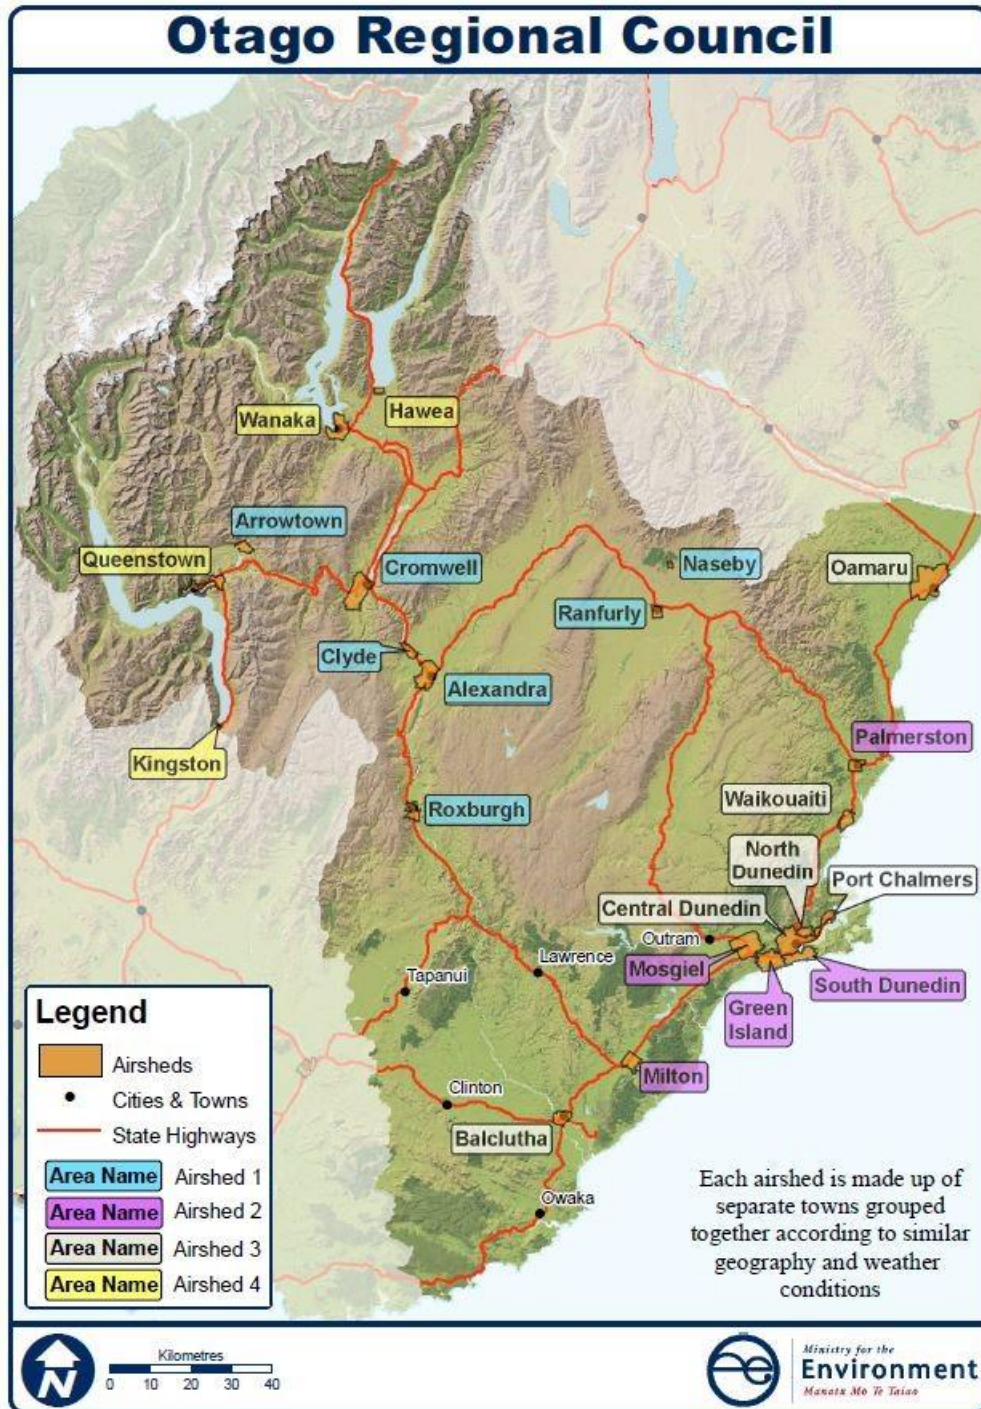 Otago Regional Council
Wanaka
Hawea
Arrowtown
Queenstown
Cromwell
Naseby
Oamaru
Ranfurly
Clyde
Alexandra
Kingston
Palmerston
Roxburgh
Waikouaiti
North
Dunedin
Port Chalmers
Central Dunedin
Outram
Mosgiel
Lawrence
Tapanui
South Dunedin
Green
Island
Milton
Clinton
Balclutha
Owaka
Legend
Airsheds
Cities & Towns
State Highways
Area Name Airshed 1
Area Name Airshed 2
Area Name Airshed 3
Area Name Airshed 4
Each airshed is made up of
separate towns grouped
together according to similar
geography and weather
conditions
N
Kilometres
0 10 20 30 40
Ministry for the
Environment
Manatu Mo Te Taiao